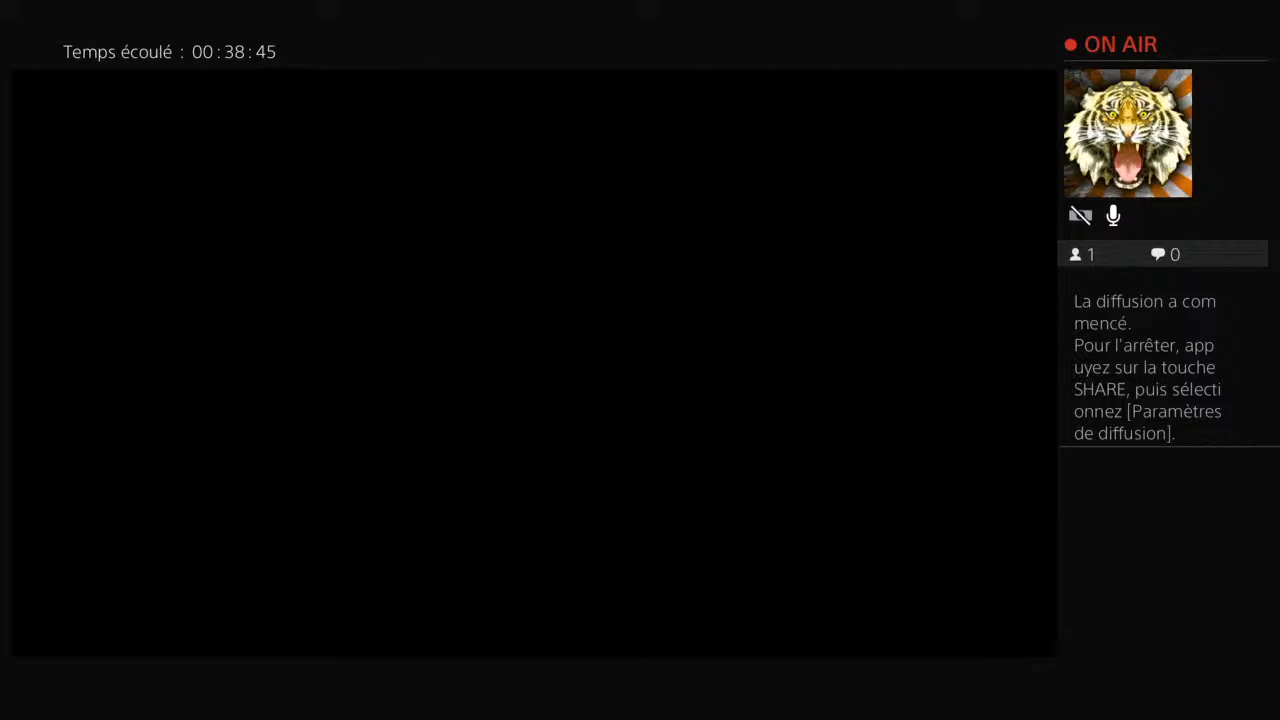 Temps écoulé : 00:38:45
ON AIR
1 0
La diffusion a com
mencé.
Pour l'arrêter, app
uyez sur la touche
SHARE, puis sélecti
onnez [Paramètres
de diffusion].